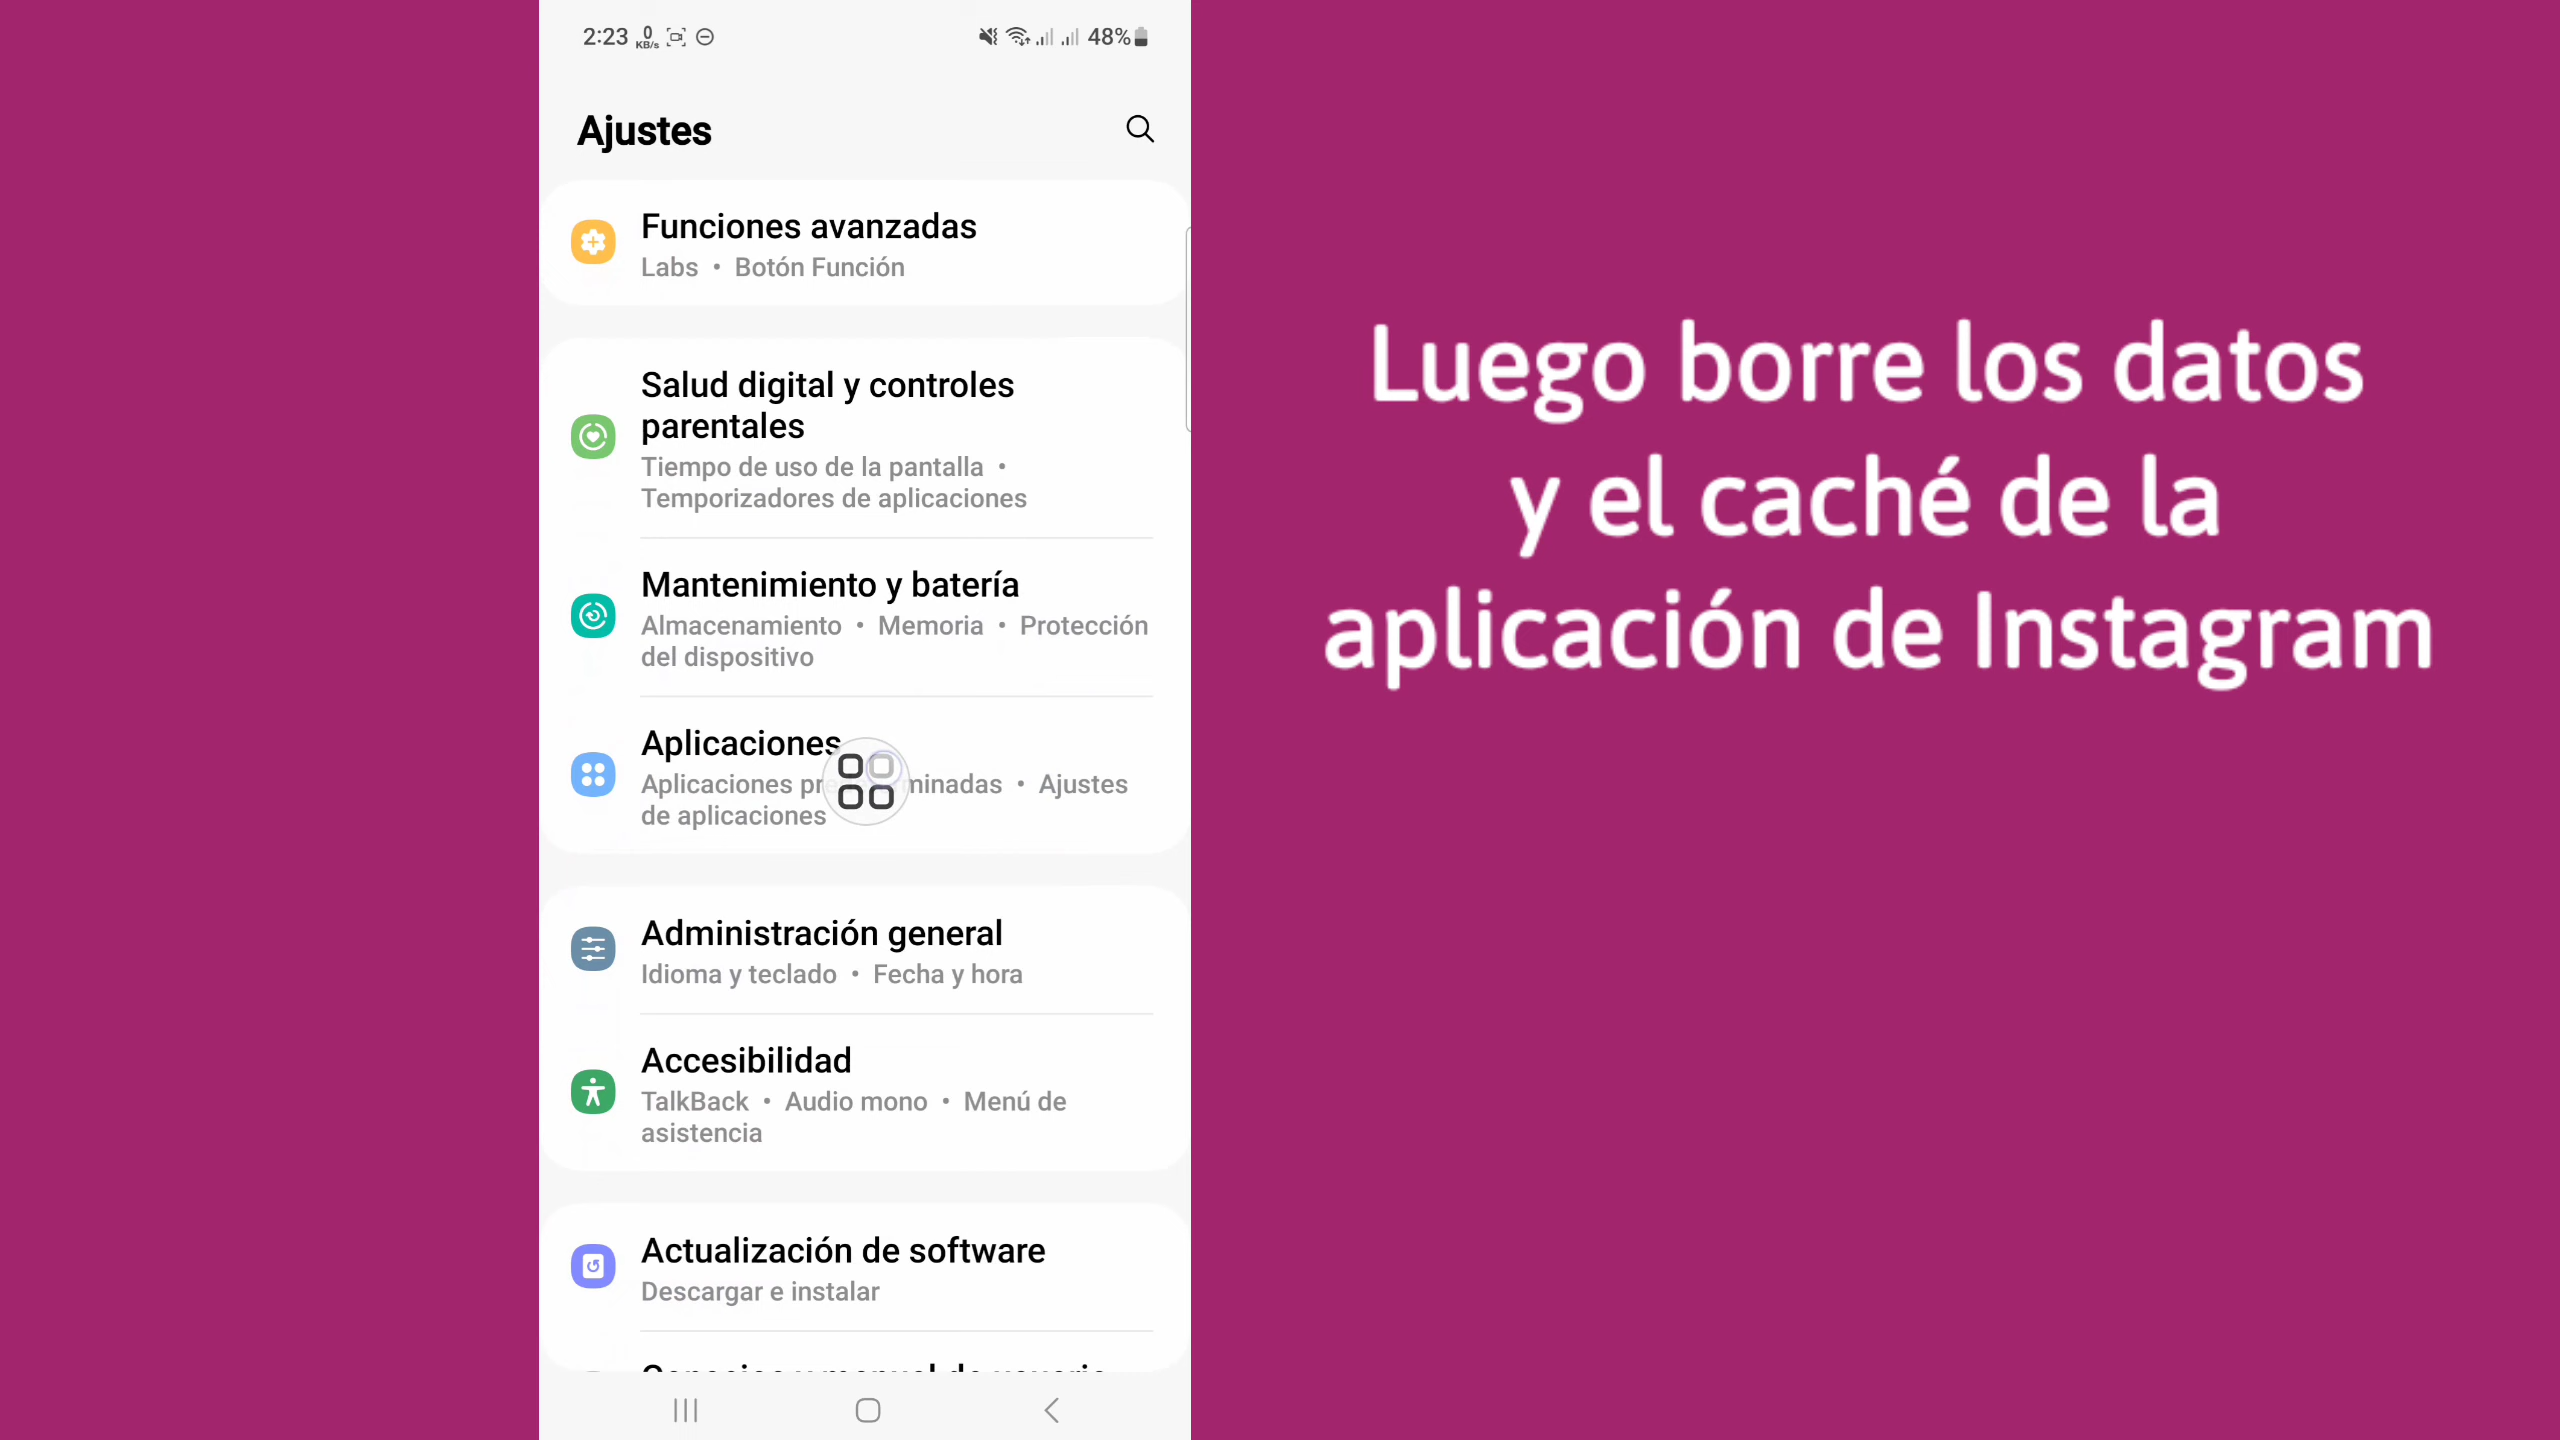 2:23 0 KB/s 48%
Ajustes
Funciones avanzadas
Labs • Botón Función
Salud digital y controles
parentales
Tiempo de uso de la pantalla •
Temporizadores de aplicaciones
Mantenimiento y batería
Almacenamiento • Memoria • Protección
del dispositivo
Aplicaciones
Aplicaciones • Ajustes
de aplicaciones
Administración general
Idioma y teclado • Fecha y hora
Accesibilidad
TalkBack • Audio mono • Menú de
asistencia
Actualización de software
Descargar e instalar
Luego borre los datos
y el caché de la
aplicación de Instagram